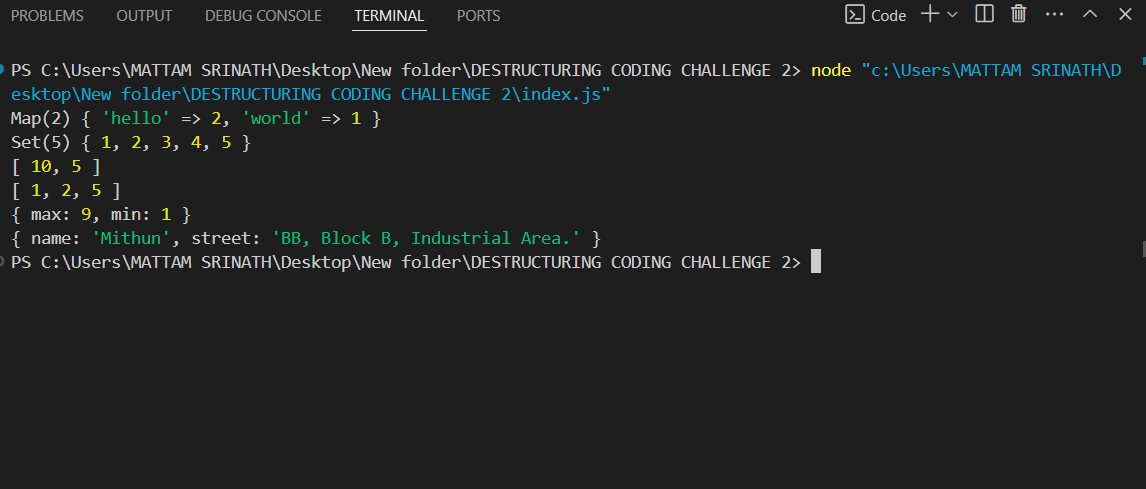 PROBLEMS OUTPUT DEBUG CONSOLE TERMINAL PORTS Code
PS C:\Users\MATTAM SRINATH\Desktop\New folder\DESTRUCTURING CODING CHALLENGE 2> node "c:\Users\MATTAM SRINATH\D
esktop\New folder\DESTRUCTURING CODING CHALLENGE 2\index.js"
Map(2) { 'hello' => 2, 'world' => 1 }
Set(5) { 1, 2, 3, 4, 5 }
[ 10, 5 ]
[ 1, 2, 5 ]
{ max: 9, min: 1 }
{ name: 'Mithun', street: 'BB, Block B, Industrial Area.' }
PS C:\Users\MATTAM SRINATH\Desktop\New folder\DESTRUCTURING CODING CHALLENGE 2>